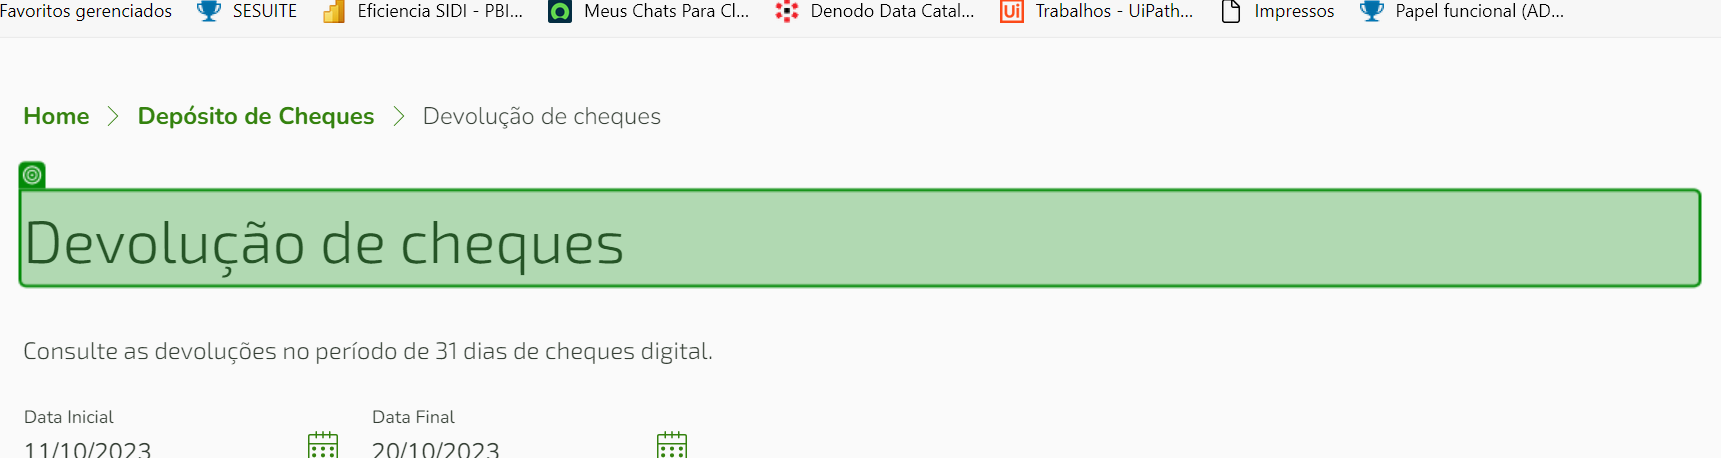 Favoritos gerenciados SESUITE Eficiencia SIDI - PBI... Meus Chats Para Cl... Denodo Data Catal... Ui Trabalhos - UiPath... Impressos Papel funcional (AD...
Home > Depósito de Cheques > Devolução de cheques
Devolução de cheques
Consulte as devoluções no período de 31 dias de cheques digital.
Data Inicial Data Final
11/10/2023 20/10/2023